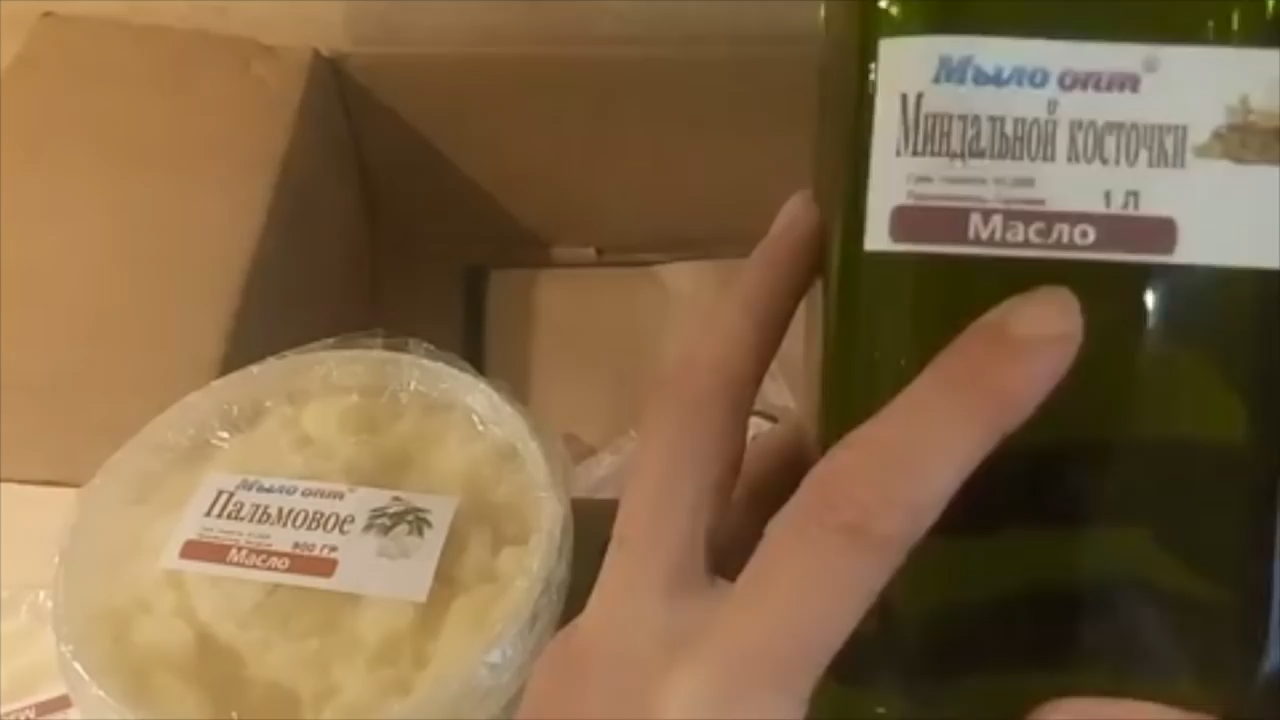 Мыло опт®
Миндальной косточки
1 Л
Масло
Мыло опт®
Пальмовое
900 ГР
Масло